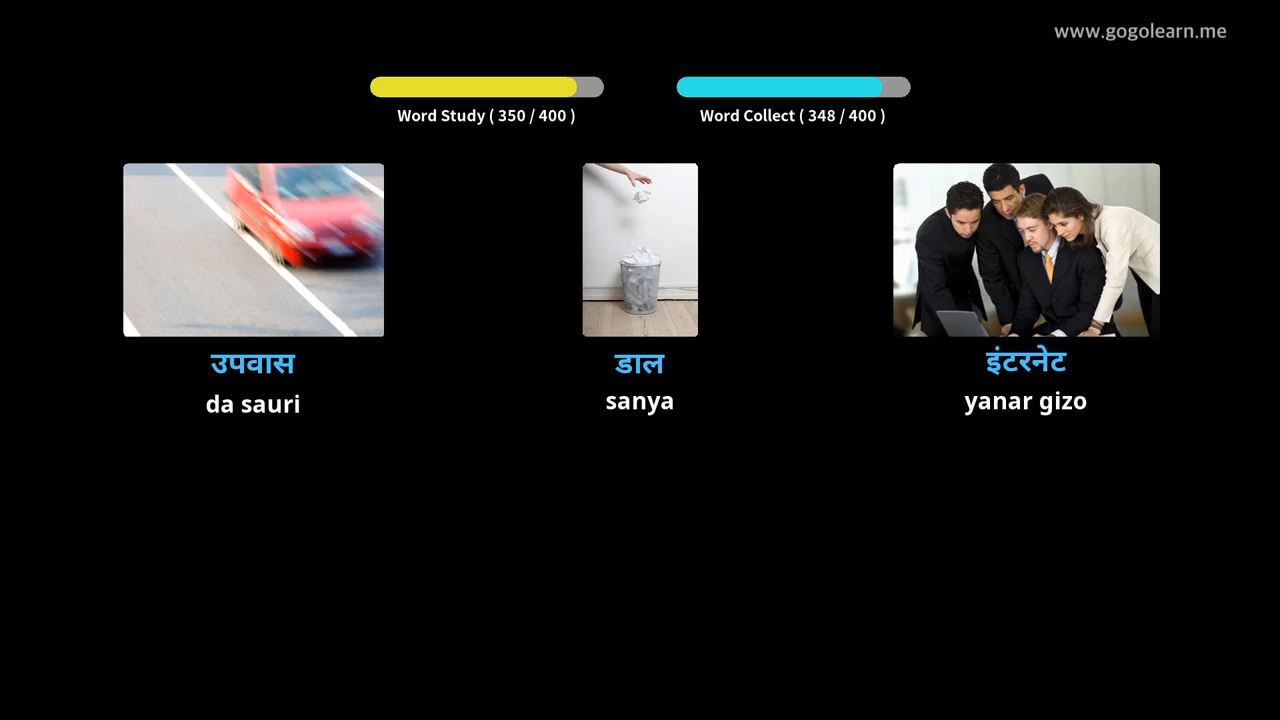 www.gogolearn.me
Word Study ( 350 / 400 )
Word Collect ( 348 / 400 )
उपवास
da sauri
डाल
sanya
इंटरनेट
yanar gizo